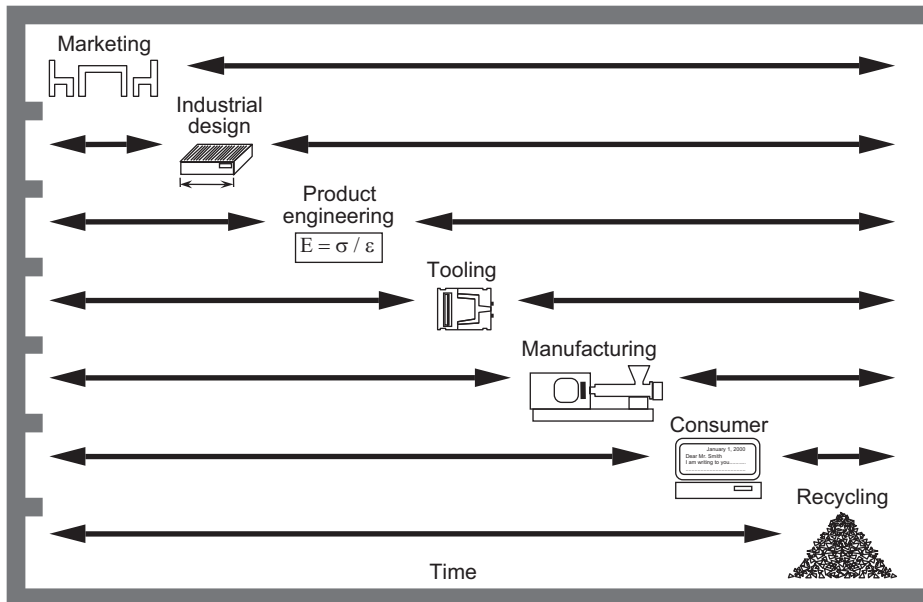 Marketing
Industrial
design
Product
engineering
E = σ / ε
Tooling
Manufacturing
Consumer
January 1, 2000
Dear Mr. Smith
I am writing to you...........
Recycling
Time